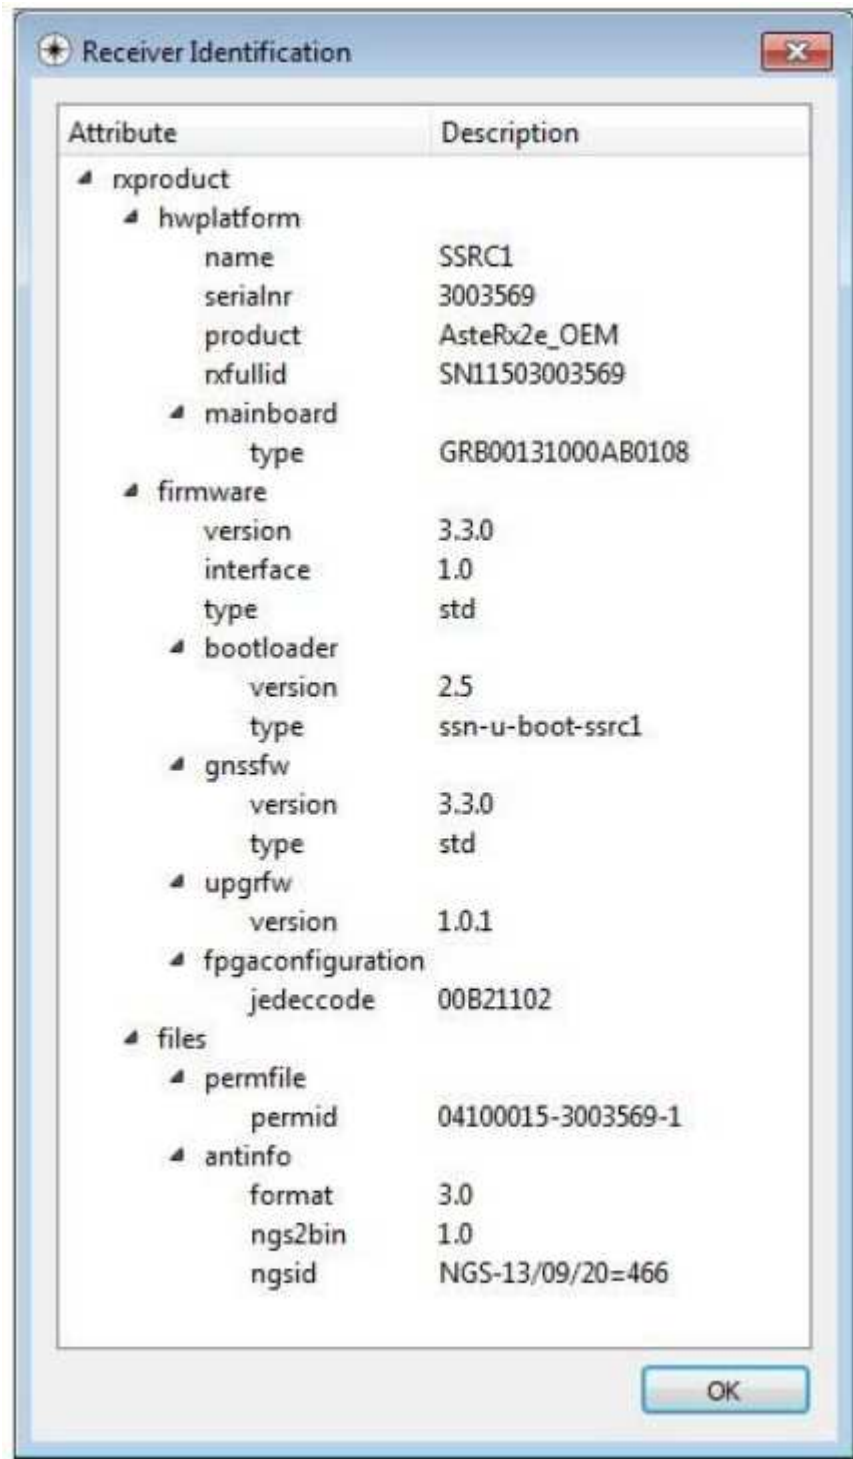 Receiver Identification
Attribute Description
rxproduct
hwplatform
name SSRC1
serialnr 3003569
product AsteRx2e_OEM
rxfullid SN11503003569
mainboard
type GRB00131000AB0108
firmware
version 3.3.0
interface 1.0
type std
bootloader
version 2.5
type ssn-u-boot-ssrc1
gnssfw
version 3.3.0
type std
upgrfw
version 1.0.1
fpgaconfiguration
jedeccode 00B21102
files
permfile
permid 04100015-3003569-1
antinfo
format 3.0
ngs2bin 1.0
ngsid NGS-13/09/20=466
OK